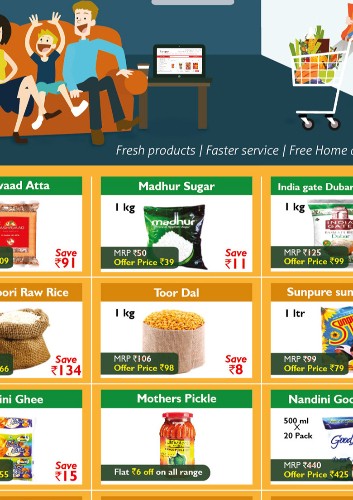 Fresh products | Faster service | Free Home
vaad Atta
09
Save
₹91
Madhur Sugar
1 kg
madhur
MRP ₹50
Offer Price ₹39
Save
₹11
India gate Dubar
1 kg
INDIA GATE
MRP ₹125
Offer Price ₹99
oori Raw Rice
66
Save
₹134
Toor Dal
1 kg
MRP ₹106
Offer Price ₹98
Save
₹8
Sunpure sun
1 ltr
MRP ₹99
Offer Price ₹79
ini Ghee
55
Save
₹15
Mothers Pickle
Flat ₹6 off on all range
Nandini Goo
500 ml
X
20 Pack
Good
MRP ₹440
Offer Price ₹425